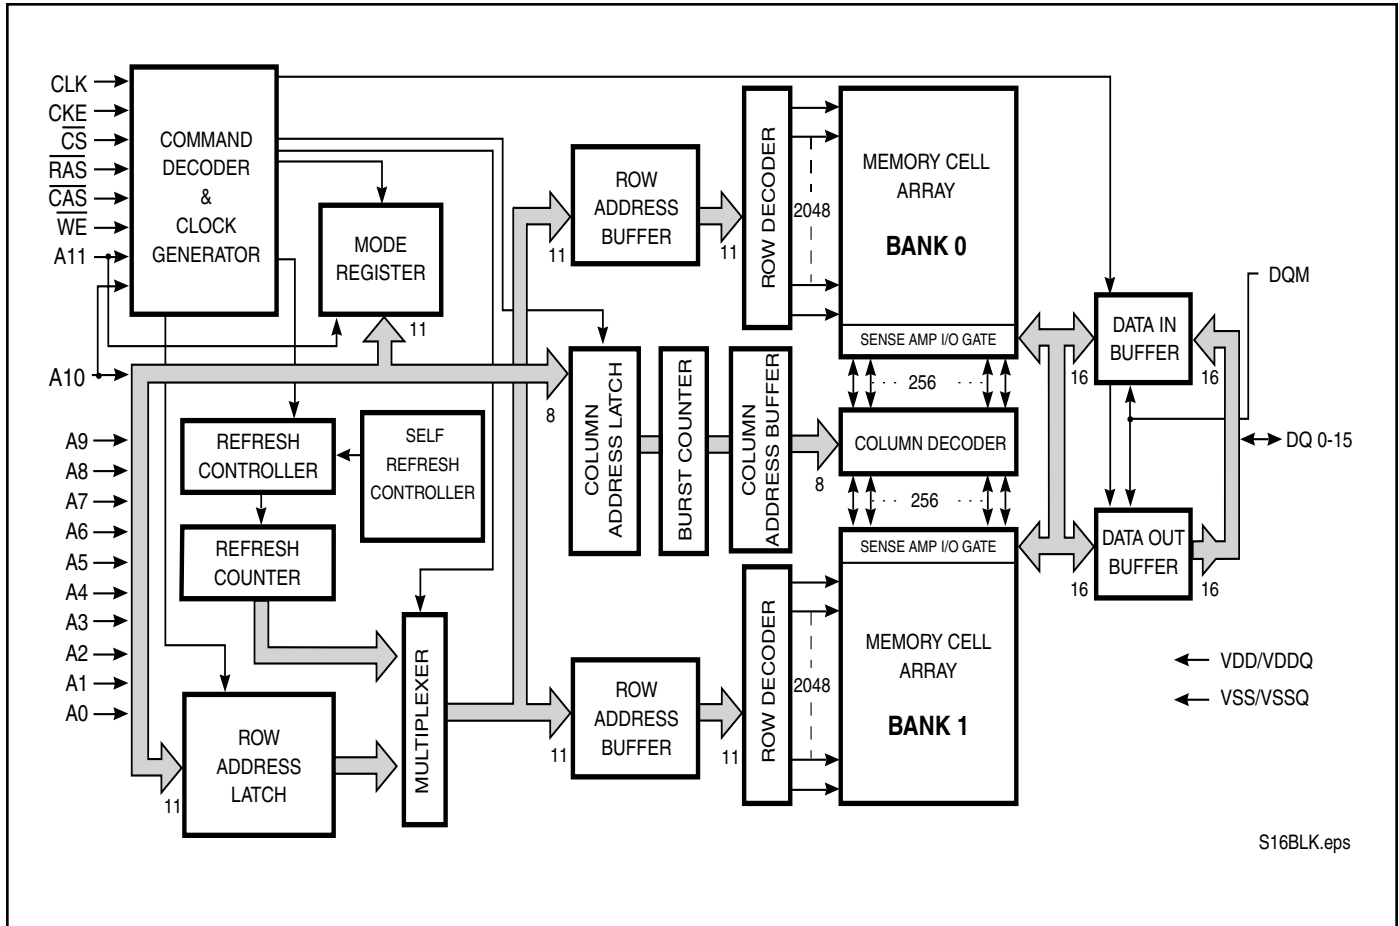 CLK
CKE
CS
RAS
CAS
WE
A11
A10
A9
A8
A7
A6
A5
A4
A3
A2
A1
A0
COMMAND
DECODER
&
CLOCK
GENERATOR
MODE
REGISTER
11
REFRESH
CONTROLLER
SELF
REFRESH
CONTROLLER
REFRESH
COUNTER
ROW
ADDRESS
LATCH
11
MULTIPLEXER
ROW
ADDRESS
BUFFER
11
11
ROW DECODER
2048
MEMORY CELL
ARRAY
BANK 0
SENSE AMP I/O GATE
256
8
COLUMN
ADDRESS LATCH
BURST COUNTER
COLUMN
ADDRESS BUFFER
8
COLUMN DECODER
256
SENSE AMP I/O GATE
MEMORY CELL
ARRAY
BANK 1
ROW
ADDRESS
BUFFER
11
11
ROW DECODER
2048
DATA IN
BUFFER
16
16
DATA OUT
BUFFER
16
16
DQM
DQ 0-15
VDD/VDDQ
VSS/VSSQ
S16BLK.eps